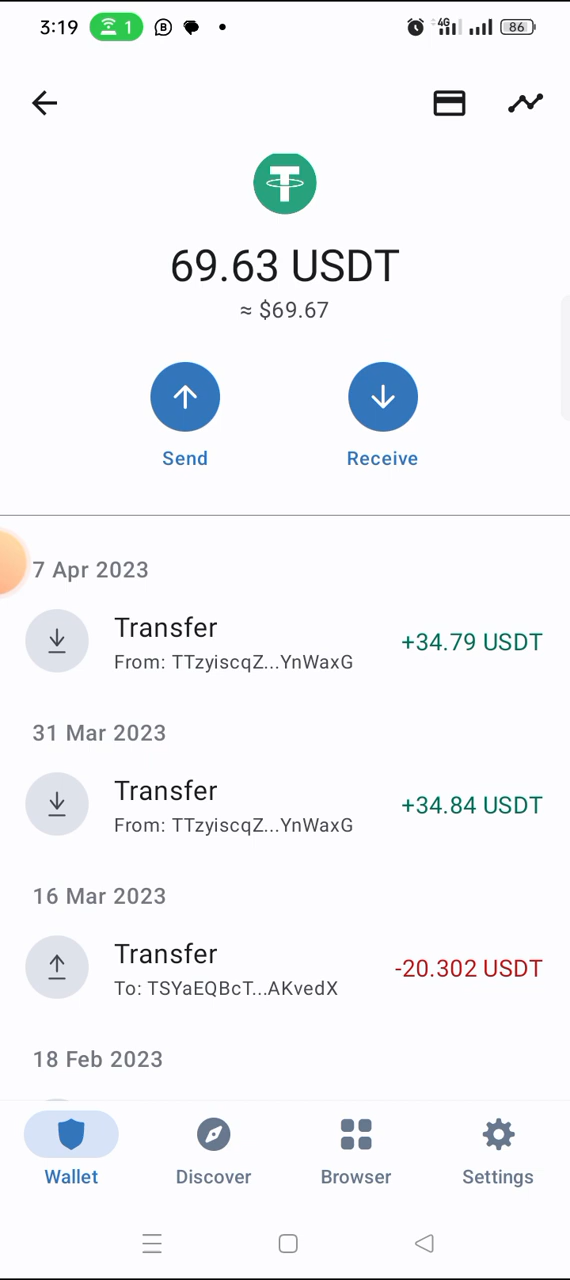 3:19 1 4G 86
69.63 USDT
≈ $69.67
Send Receive
7 Apr 2023
Transfer
+34.79 USDT
From: TTzyiscqZ...YnWaxG
31 Mar 2023
Transfer
+34.84 USDT
From: TTzyiscqZ...YnWaxG
16 Mar 2023
Transfer
-20.302 USDT
To: TSYaEQBcT...AKvedX
18 Feb 2023
Wallet Discover Browser Settings